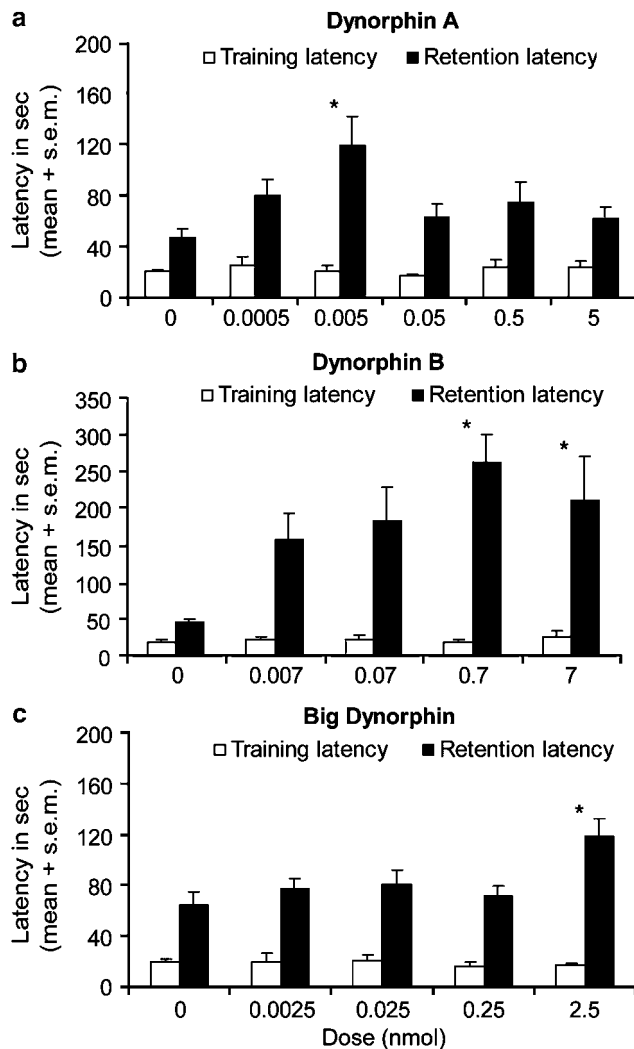 a
Dynorphin A
Training latency Retention latency
Latency in sec
(mean + s.e.m.)
200
160
120
80
40
0
*
0 0.0005 0.005 0.05 0.5 5
b
Dynorphin B
Training latency Retention latency
Latency in sec
(mean + s.e.m.)
350
300
250
200
150
100
50
0
* *
0 0.007 0.07 0.7 7
c
Big Dynorphin
Training latency Retention latency
Latency in sec
(mean + s.e.m.)
200
160
120
80
40
0
*
0 0.0025 0.025 0.25 2.5
Dose (nmol)